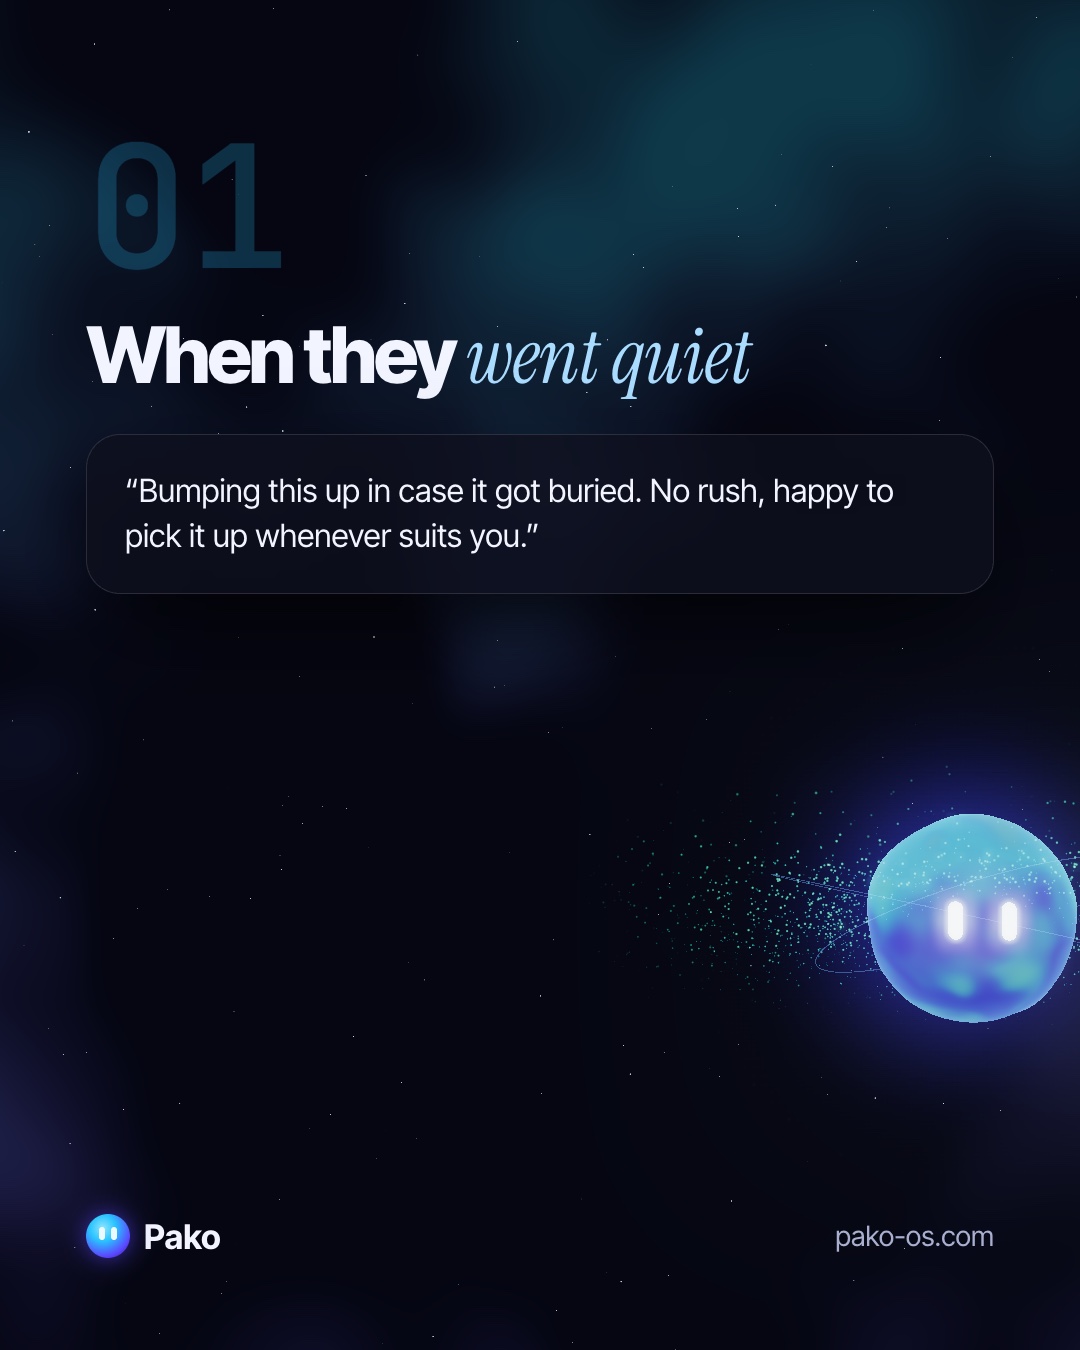 01
When they went quiet
“Bumping this up in case it got buried. No rush, happy to
pick it up whenever suits you.”
Pako
pako-os.com